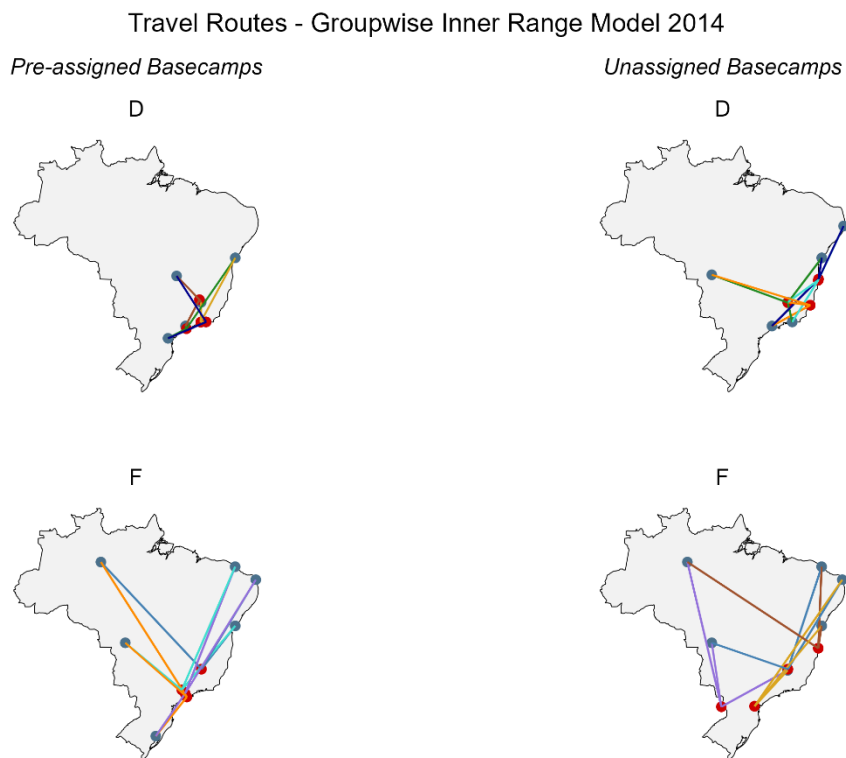 Travel Routes - Groupwise Inner Range Model 2014
Pre-assigned Basecamps
Unassigned Basecamps
D
D
F
F